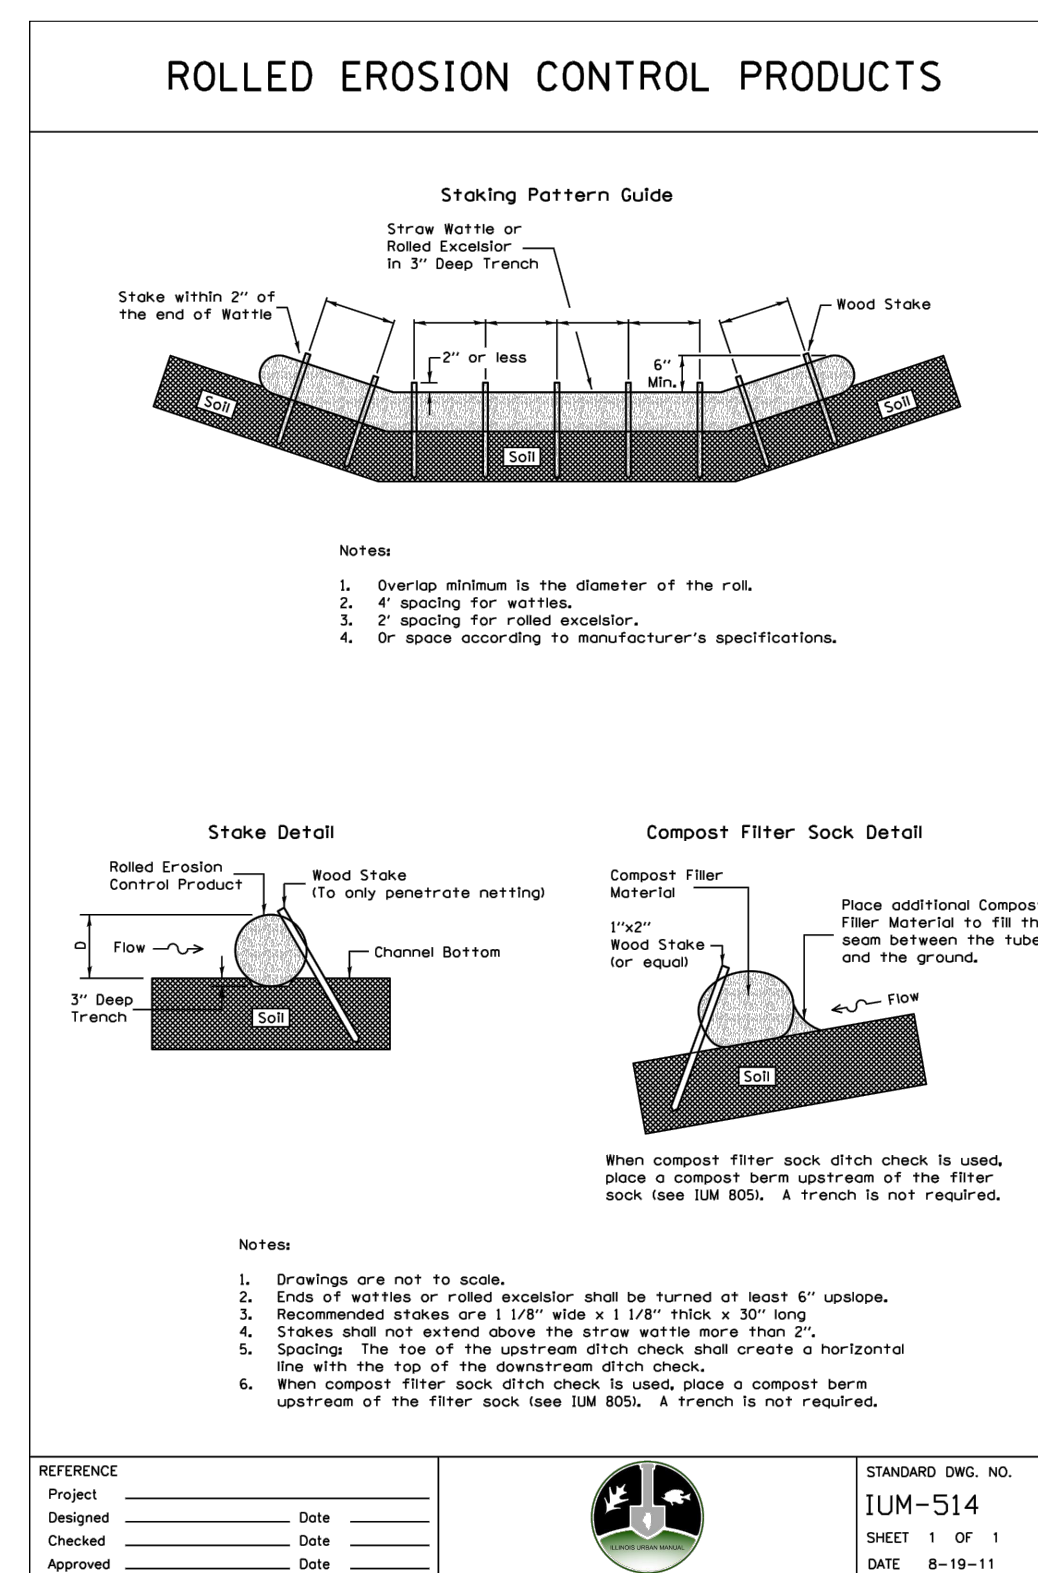 ROLLED EROSION CONTROL PRODUCTS
Staking Pattern Guide
Straw Wattle or
Rolled Excelsior
in 3" Deep Trench
Stake within 2" of
the end of Wattle
Wood Stake
2" or less
6"
Min.
Soil
Soil
Soil
Notes:
1. Overlap minimum is the diameter of the roll.
2. 4' spacing for wattles.
3. 2' spacing for rolled excelsior.
4. Or space according to manufacturer's specifications.
Stake Detail
Rolled Erosion
Control Product
Wood Stake
(To only penetrate netting)
D
Flow
Channel Bottom
3" Deep
Trench
Soil
Compost Filter Sock Detail
Compost Filler
Material
1"x2"
Wood Stake
(or equal)
Place additional Compost
Filler Material to fill th
seam between the tube
and the ground.
Flow
Soil
When compost filter sock ditch check is used,
place a compost berm upstream of the filter
sock (see IUM 805). A trench is not required.
Notes:
1. Drawings are not to scale.
2. Ends of wattles or rolled excelsior shall be turned at least 6" upslope.
3. Recommended stakes are 1 1/8" wide x 1 1/8" thick x 30" long
4. Stakes shall not extend above the straw wattle more than 2".
5. Spacing: The toe of the upstream ditch check shall create a horizontal
line with the top of the downstream ditch check.
6. When compost filter sock ditch check is used, place a compost berm
upstream of the filter sock (see IUM 805). A trench is not required.
REFERENCE
Project
Designed Date
Checked Date
Approved Date
ILLINOIS URBAN MANUAL
STANDARD DWG. NO.
IUM-514
SHEET 1 OF 1
DATE 8-19-11